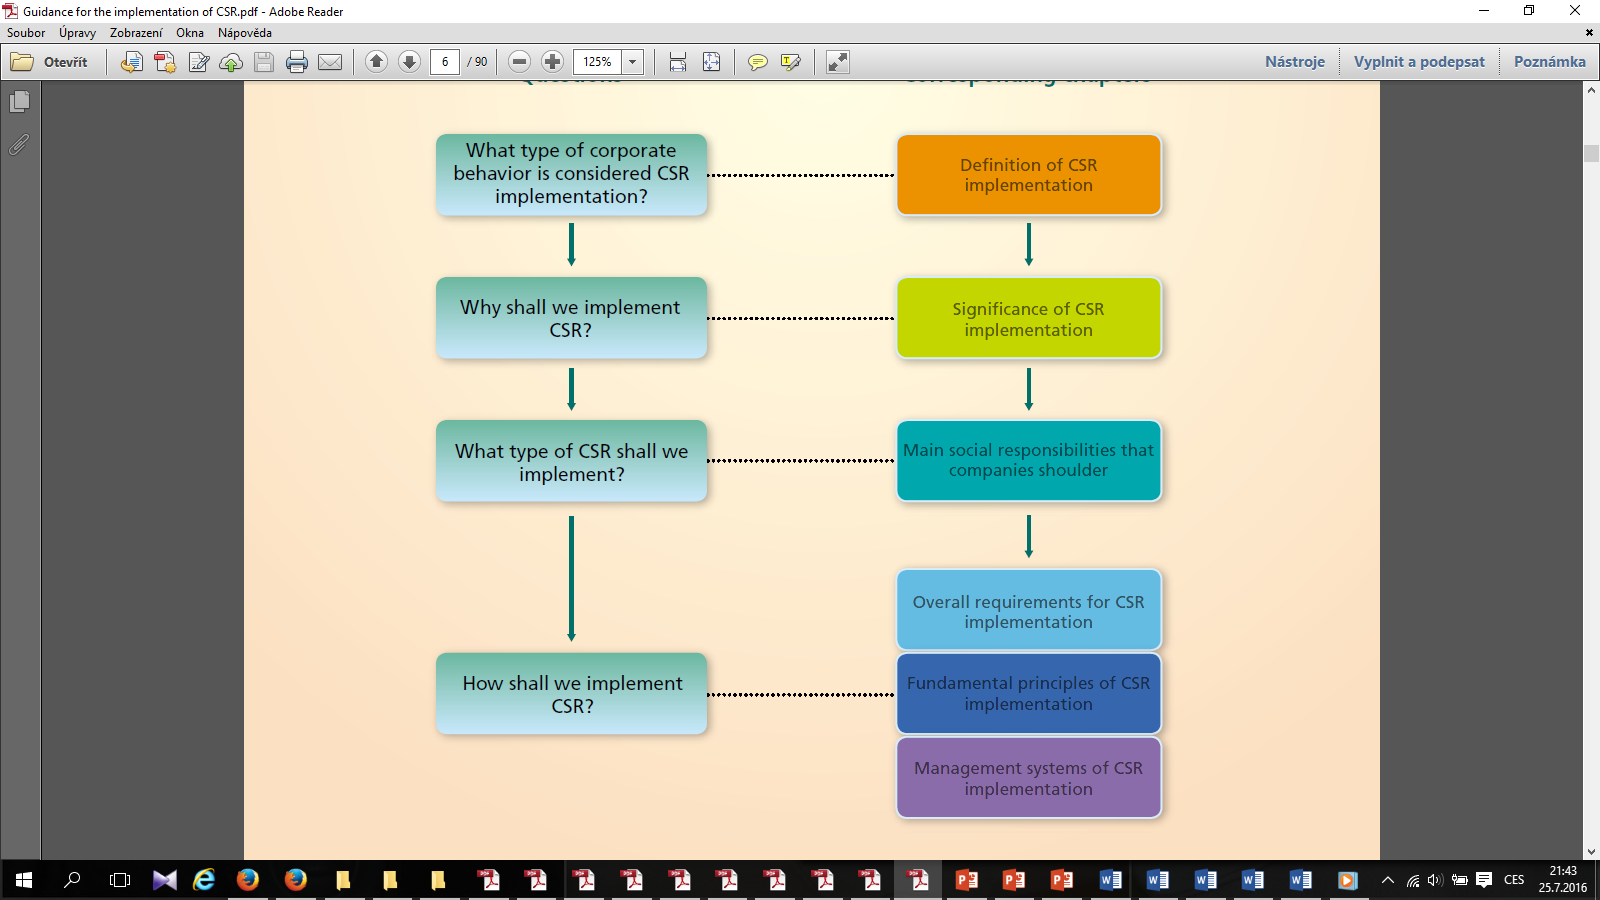 Guidance for the implementation of CSR.pdf - Adobe Reader
Soubor Úpravy Zobrazení Okna Nápověda
Otevřít 6 / 90 125% Nástroje Vyplnit a podepsat Poznámka
What type of corporate
behavior is considered CSR
implementation?
Definition of CSR
implementation
Why shall we implement
CSR?
Significance of CSR
implementation
What type of CSR shall we
implement?
Main social responsibilities that
companies shoulder
Overall requirements for CSR
implementation
How shall we implement
CSR?
Fundamental principles of CSR
implementation
Management systems of CSR
implementation
CES
21:43
25.7.2016